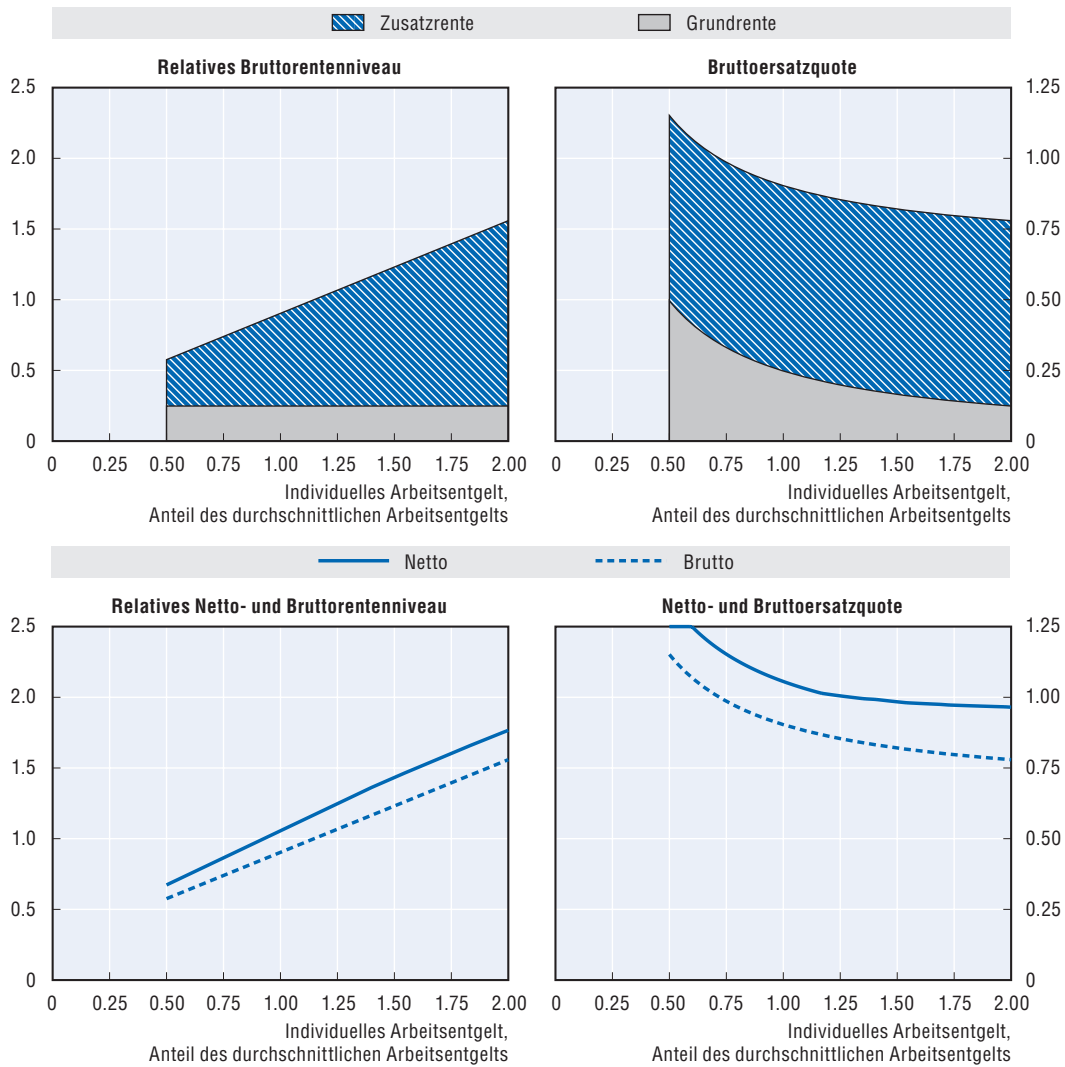 Zusatzrente Grundrente
Relatives Bruttorentenniveau
Bruttoersatzquote
2.5
2.0
1.5
1.0
0.5
0
0 0.25 0.50 0.75 1.00 1.25 1.50 1.75 2.00
Individuelles Arbeitsentgelt,
Anteil des durchschnittlichen Arbeitsentgelts
1.25
1.00
0.75
0.50
0.25
0
0 0.25 0.50 0.75 1.00 1.25 1.50 1.75 2.00
Individuelles Arbeitsentgelt,
Anteil des durchschnittlichen Arbeitsentgelts
Netto Brutto
Relatives Netto- und Bruttorentenniveau
Netto- und Bruttoersatzquote
2.5
2.0
1.5
1.0
0.5
0
0 0.25 0.50 0.75 1.00 1.25 1.50 1.75 2.00
Individuelles Arbeitsentgelt,
Anteil des durchschnittlichen Arbeitsentgelts
1.25
1.00
0.75
0.50
0.25
0
0 0.25 0.50 0.75 1.00 1.25 1.50 1.75 2.00
Individuelles Arbeitsentgelt,
Anteil des durchschnittlichen Arbeitsentgelts